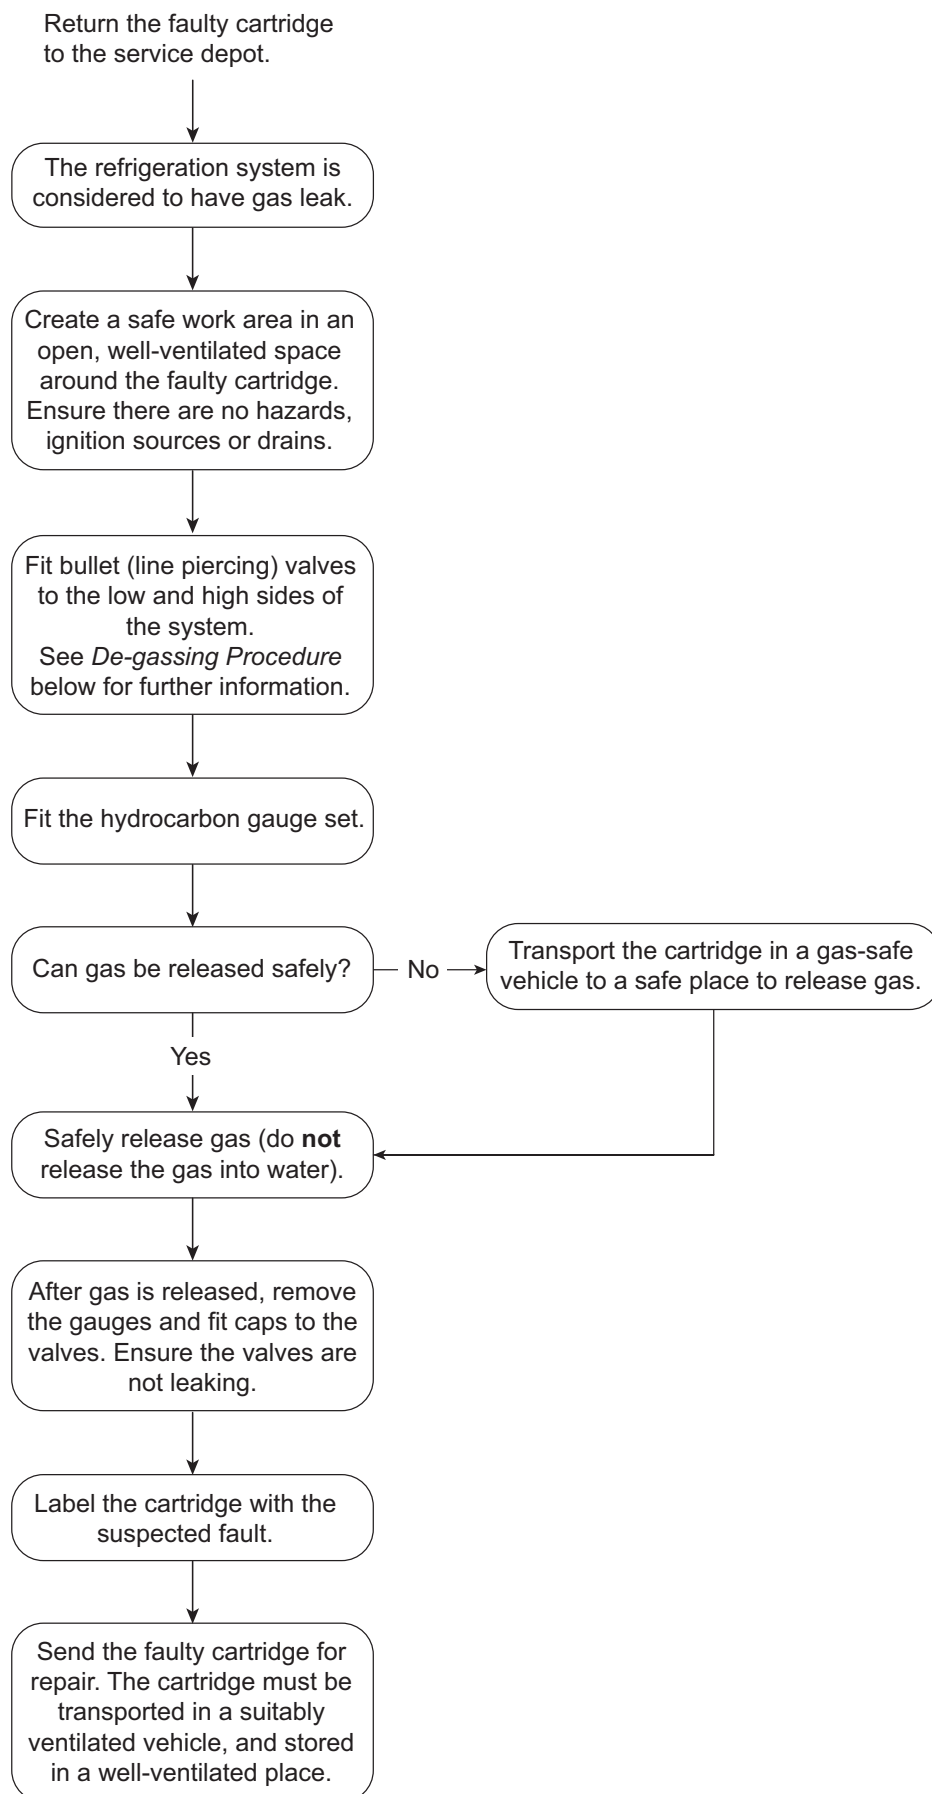 Return the faulty cartridge
to the service depot.
The refrigeration system is
considered to have gas leak.
Create a safe work area in an
open, well-ventilated space
around the faulty cartridge.
Ensure there are no hazards,
ignition sources or drains.
Fit bullet (line piercing) valves
to the low and high sides of
the system.
See De-gassing Procedure
below for further information.
Fit the hydrocarbon gauge set.
Can gas be released safely?
No
Transport the cartridge in a gas-safe
vehicle to a safe place to release gas.
Yes
Safely release gas (do not
release the gas into water).
After gas is released, remove
the gauges and fit caps to the
valves. Ensure the valves are
not leaking.
Label the cartridge with the
suspected fault.
Send the faulty cartridge for
repair. The cartridge must be
transported in a suitably
ventilated vehicle, and stored
in a well-ventilated place.